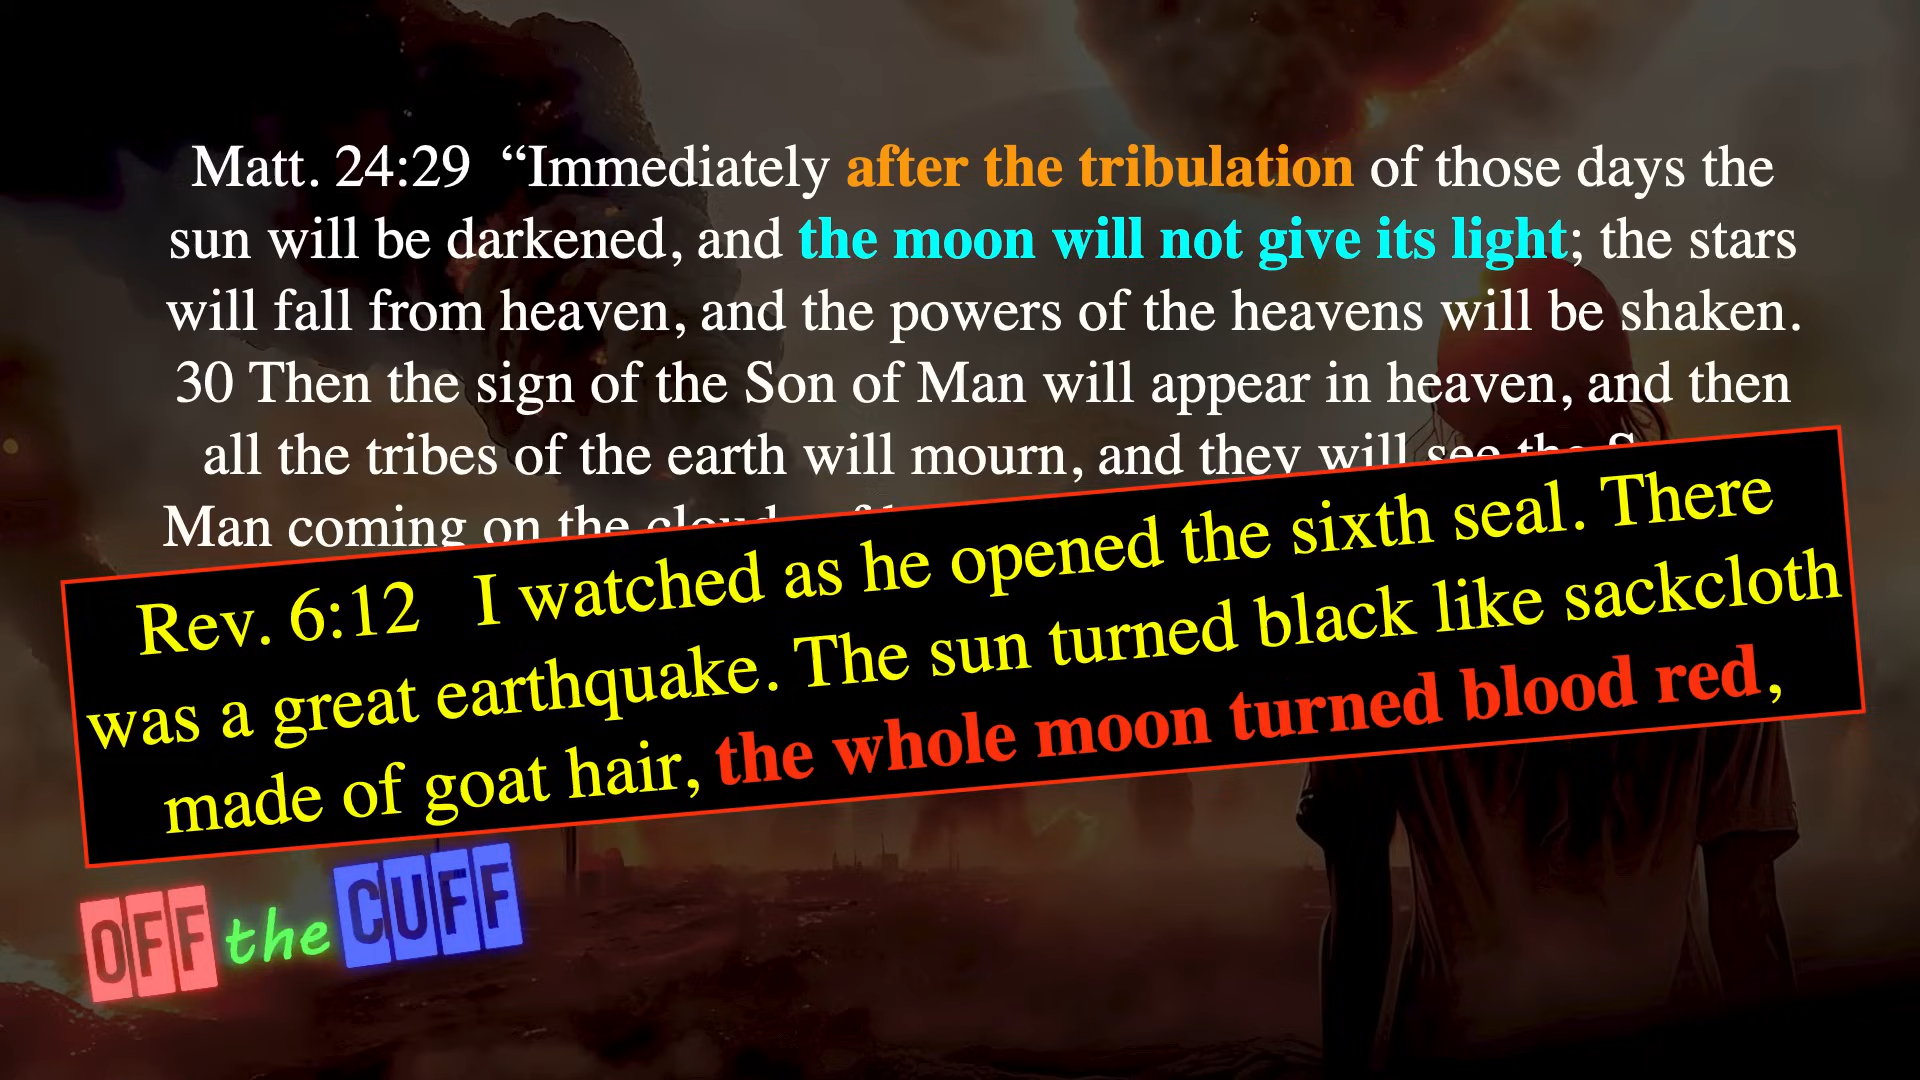 Matt. 24:29 “Immediately after the tribulation of those days the
sun will be darkened, and the moon will not give its light; the stars
will fall from heaven, and the powers of the heavens will be shaken.
30 Then the sign of the Son of Man will appear in heaven, and then
all the tribes of the earth will mourn, and they will see the
Man coming on the clouds of
Rev. 6:12 I watched as he opened the sixth seal. There
was a great earthquake. The sun turned black like sackcloth
made of goat hair, the whole moon turned blood red,
OFF the CUFF